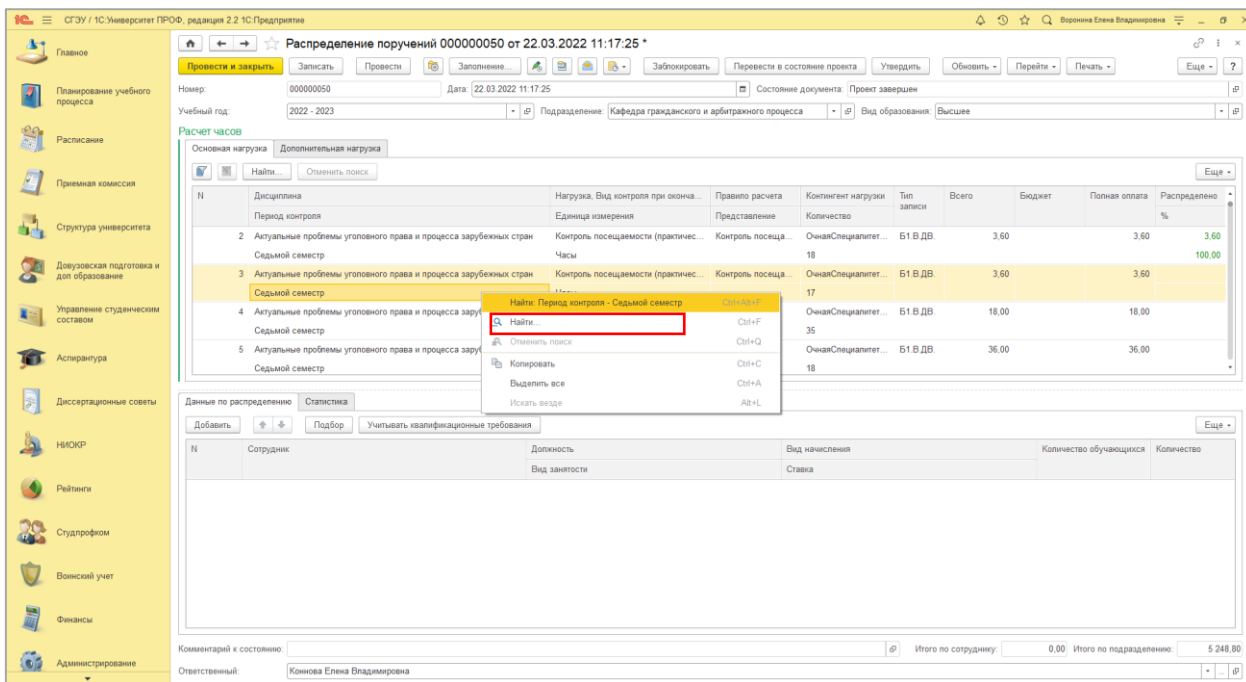 1С СГЭУ / 1С:Университет ПРОФ, редакция 2.2 1С:Предприятие Воронина Елена Владимировна
Главное
Планирование учебного процесса
Расписание
Приемная комиссия
Структура университета
Довузовская подготовка и доп образование
Управление студенческим составом
Аспирантура
Диссертационные советы
НИОКР
Рейтинги
Студпрофком
Воинский учет
Финансы
Администрирование
Распределение поручений 000000050 от 22.03.2022 11:17:25 *
Провести и закрыть Записать Провести Заполнение... Заблокировать Перевести в состояние проекта Утвердить Обновить Перейти Печать Еще ?
Номер: 000000050 Дата: 22.03.2022 11:17:25 Состояние документа: Проект завершен
Учебный год: 2022 - 2023 Подразделение: Кафедра гражданского и арбитражного процесса Вид образования: Высшее
Расчет часов
Основная нагрузка Дополнительная нагрузка
Найти... Отменить поиск Еще
N Дисциплина Нагрузка, Вид контроля при оконча... Правило расчета Контингент нагрузки Тип записи Всего Бюджет Полная оплата Распределено
Период контроля Единица измерения Представление Количество %
2 Актуальные проблемы уголовного права и процесса зарубежных стран Контроль посещаемости (практичес... Контроль посеща... ОчнаяСпециалитет... Б1.В.ДВ. 3,60 3,60 3,60
Седьмой семестр Часы 18 100,00
3 Актуальные проблемы уголовного права и процесса зарубежных стран Контроль посещаемости (практичес... Контроль посеща... ОчнаяСпециалитет... Б1.В.ДВ. 3,60 3,60
Седьмой семестр 17
4 Актуальные проблемы уголовного права и процесса заруб ОчнаяСпециалитет... Б1.В.ДВ. 18,00 18,00
Седьмой семестр 35
5 Актуальные проблемы уголовного права и процесса заруб ОчнаяСпециалитет... Б1.В.ДВ. 36,00 36,00
Седьмой семестр 18
Найти: Период контроля - Седьмой семестр Ctrl+Alt+F
Найти... Ctrl+F
Отменить поиск Ctrl+Q
Копировать Ctrl+C
Выделить все Ctrl+A
Искать везде Alt+L
Данные по распределению Статистика
Добавить Подбор Учитывать квалификационные требования Еще
N Сотрудник Должность Вид начисления Количество обучающихся Количество
Вид занятости Ставка
Комментарий к состоянию: Итого по сотруднику: 0,00 Итого по подразделению: 5 248,80
Ответственный: Коннова Елена Владимировна